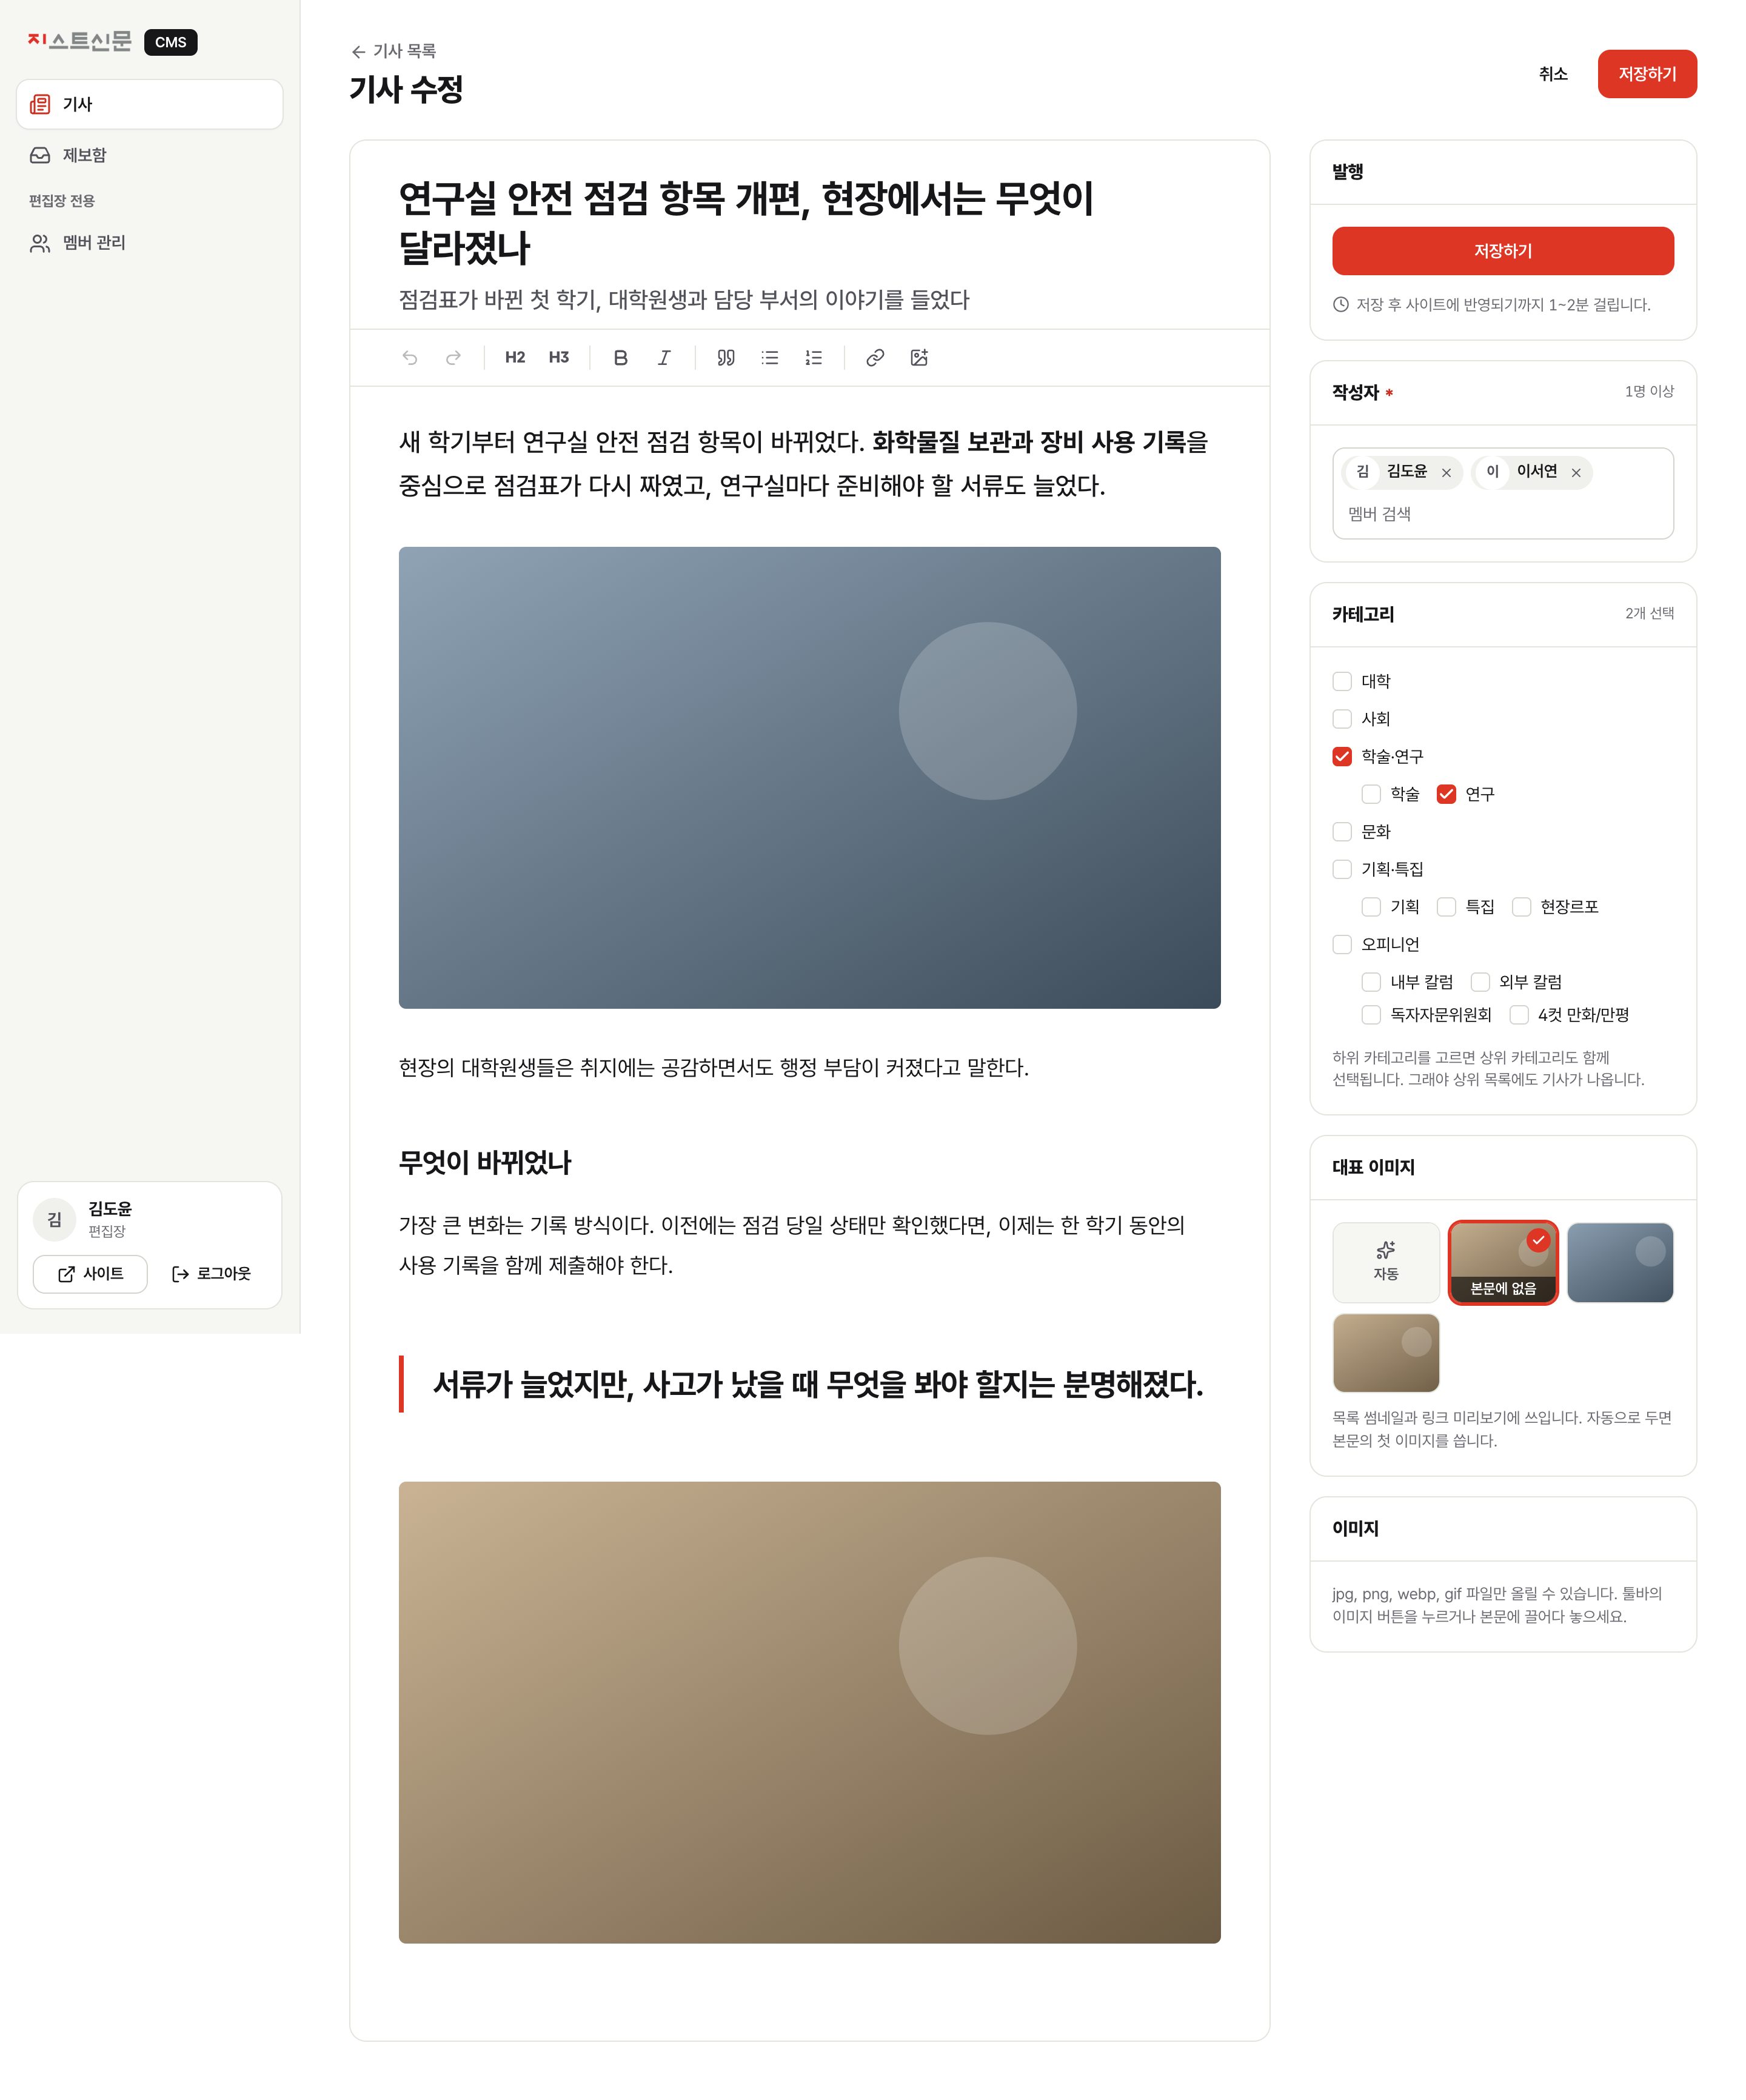 지스트신문 CMS
기사
제보함
편집장 전용
멤버 관리
김
김도윤
편집장
사이트
로그아웃
기사 목록
기사 수정
취소
저장하기
연구실 안전 점검 항목 개편, 현장에서는 무엇이
달라졌나
점검표가 바뀐 첫 학기, 대학원생과 담당 부서의 이야기를 들었다
H2 H3 B I
새 학기부터 연구실 안전 점검 항목이 바뀌었다. 화학물질 보관과 장비 사용 기록을
중심으로 점검표가 다시 짜였고, 연구실마다 준비해야 할 서류도 늘었다.
현장의 대학원생들은 취지에는 공감하면서도 행정 부담이 커졌다고 말한다.
무엇이 바뀌었나
가장 큰 변화는 기록 방식이다. 이전에는 점검 당일 상태만 확인했다면, 이제는 한 학기 동안의
사용 기록을 함께 제출해야 한다.
서류가 늘었지만, 사고가 났을 때 무엇을 봐야 할지는 분명해졌다.
발행
저장하기
저장 후 사이트에 반영되기까지 1~2분 걸립니다.
작성자 * 1명 이상
김 김도윤 이 이서연
멤버 검색
카테고리 2개 선택
대학
사회
학술·연구
학술 연구
문화
기획·특집
기획 특집 현장르포
오피니언
내부 칼럼 외부 칼럼
독자자문위원회 4컷 만화/만평
하위 카테고리를 고르면 상위 카테고리도 함께
선택됩니다. 그래야 상위 목록에도 기사가 나옵니다.
대표 이미지
자동
본문에 없음
목록 썸네일과 링크 미리보기에 쓰입니다. 자동으로 두면
본문의 첫 이미지를 씁니다.
이미지
jpg, png, webp, gif 파일만 올릴 수 있습니다. 툴바의
이미지 버튼을 누르거나 본문에 끌어다 놓으세요.